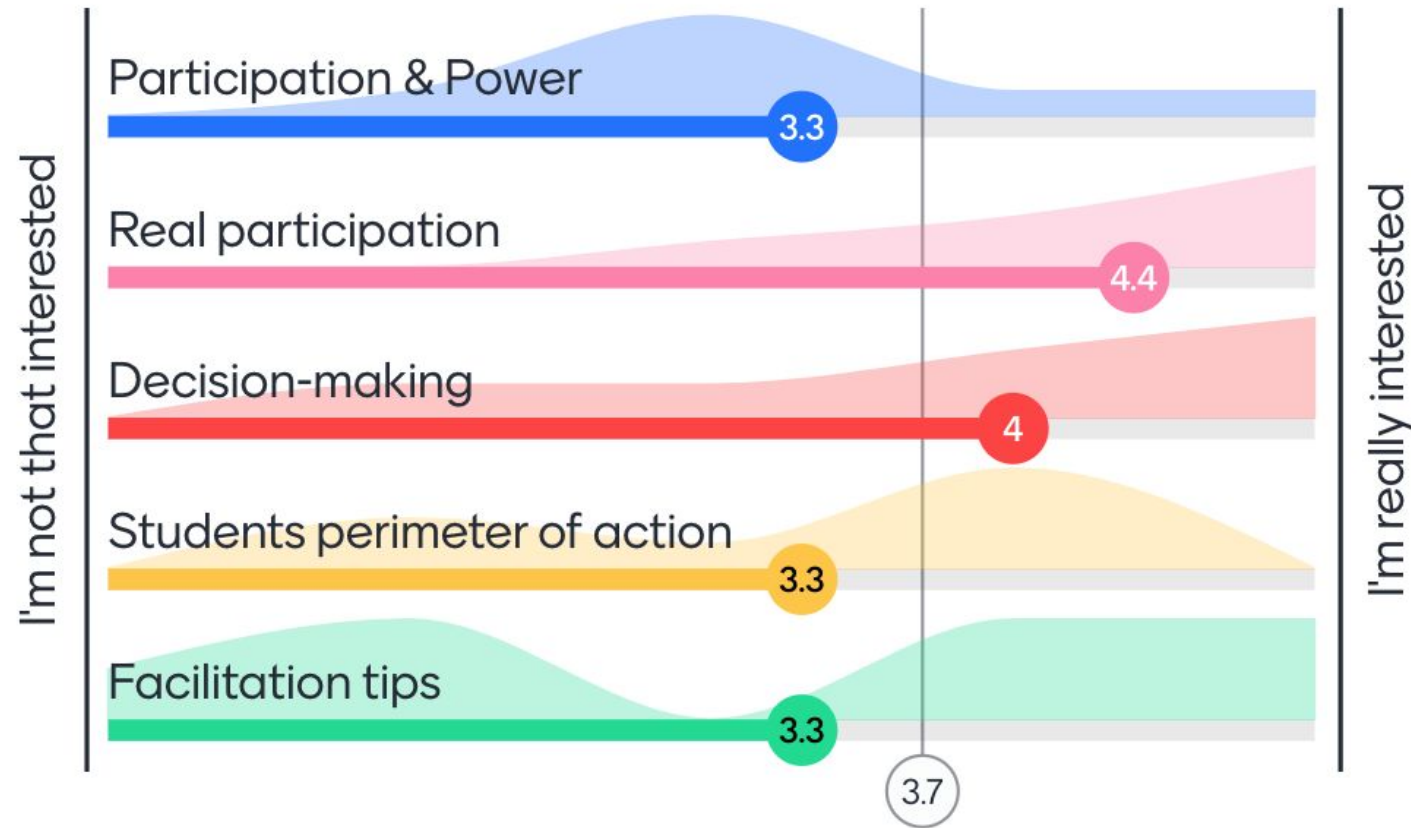 I'm not that interested
Participation & Power
3.3
Real participation
4.4
Decision-making
4
Students perimeter of action
3.3
Facilitation tips
3.3
3.7
I'm really interested